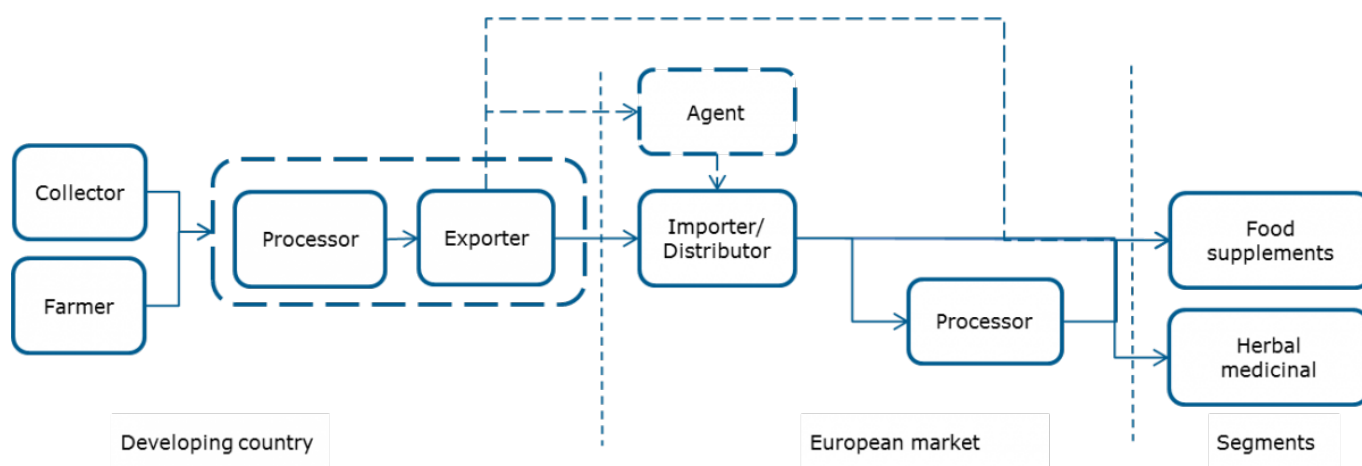 Agent
Collector
Processor
Exporter
Importer/
Distributor
Food
supplements
Farmer
Processor
Herbal
medicinal
Developing country
European market
Segments